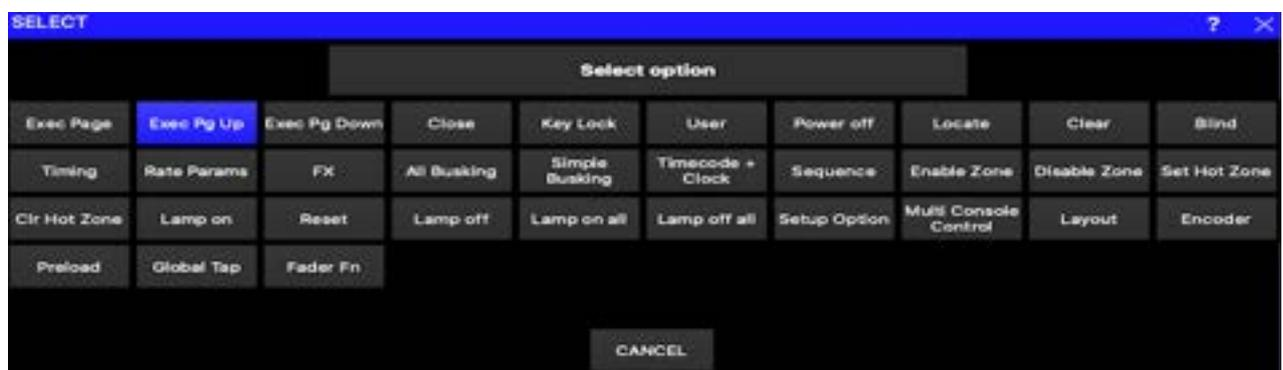 SELECT ? ×
Select option
Exec Page Exec Pg Up Exec Pg Down Close Key Lock User Power off Locate Clear Blind
Timing Rate Params FX All Busking Simple Busking Timecode + Clock Sequence Enable Zone Disable Zone Set Hot Zone
Clr Hot Zone Lamp on Reset Lamp off Lamp on all Lamp off all Setup Option Multi Console Control Layout Encoder
Preload Global Tap Fader Fn
CANCEL